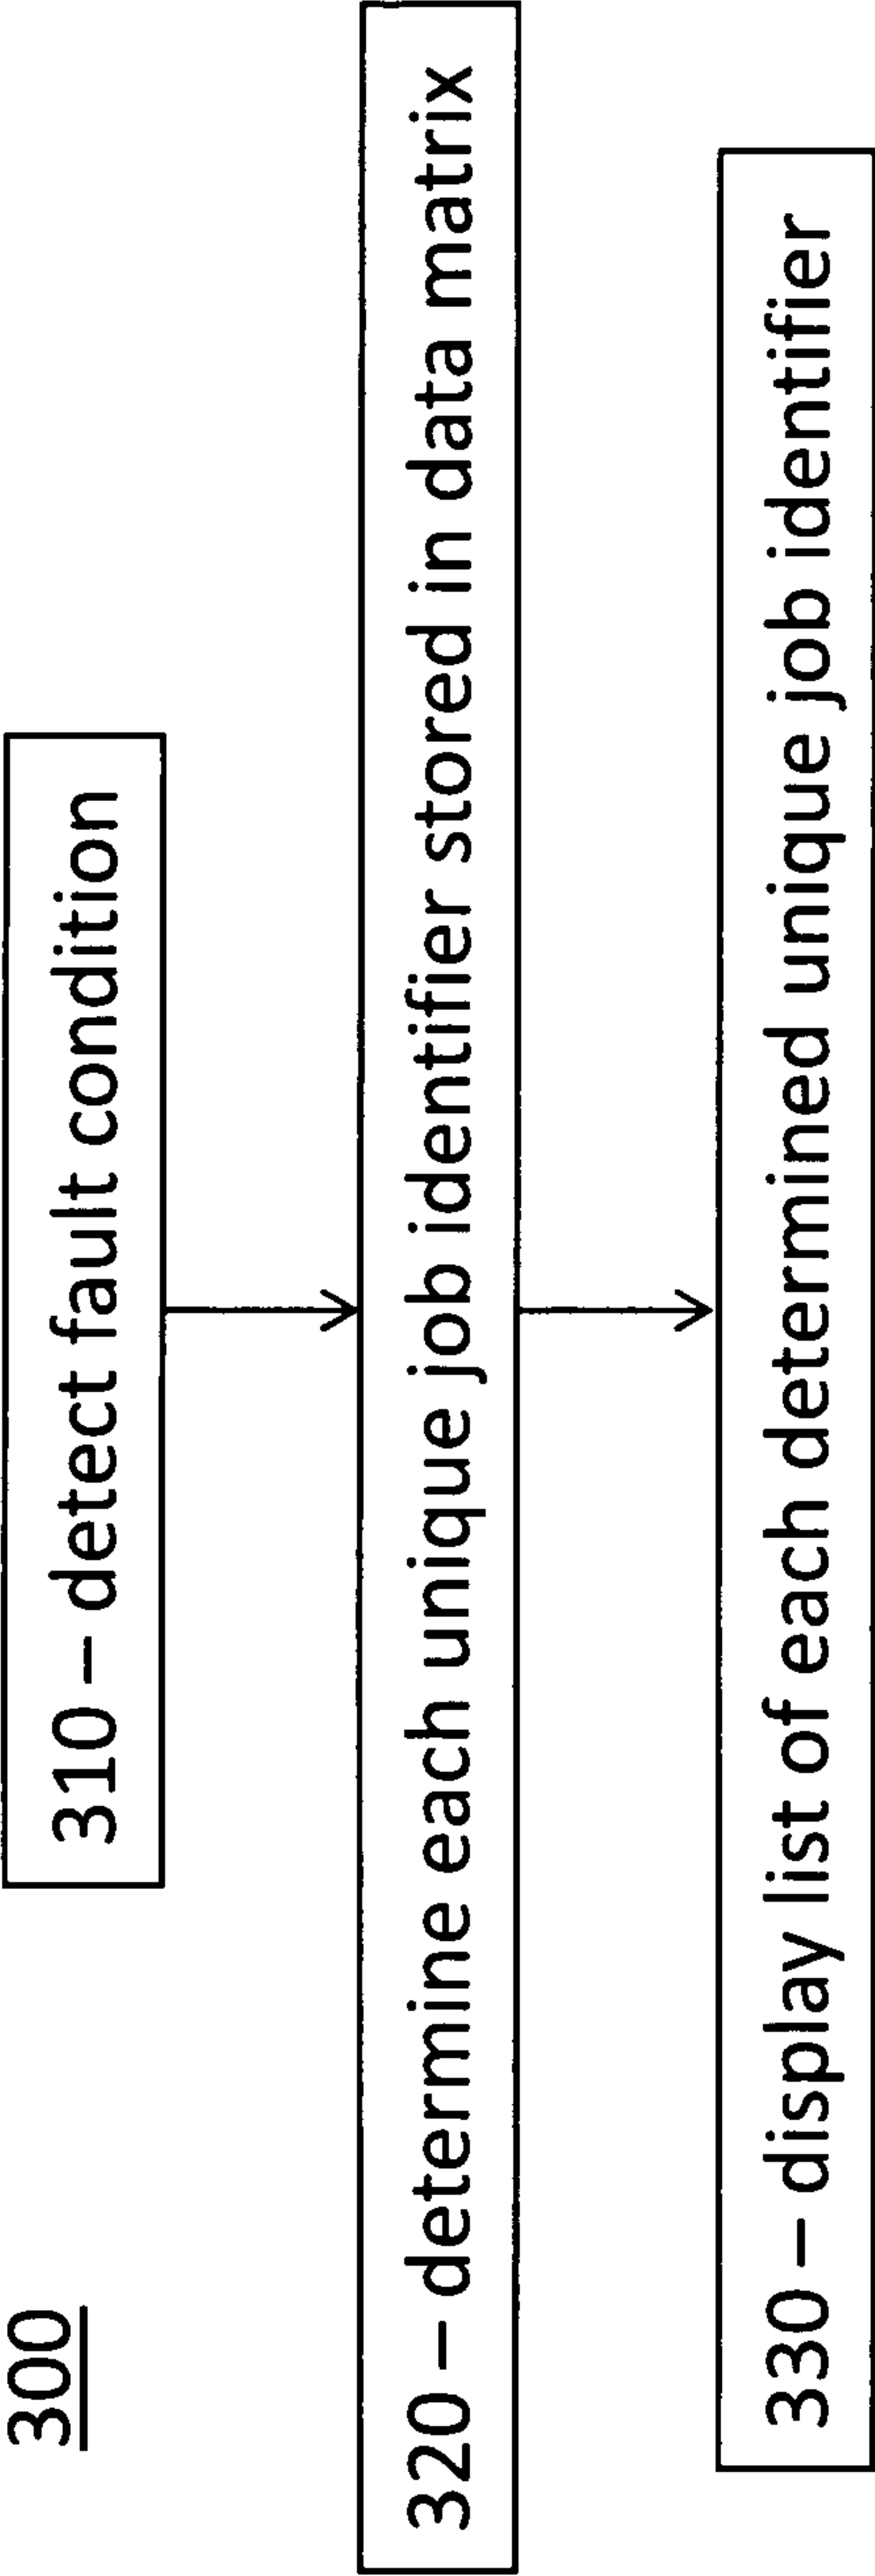 300
310 – detect fault condition
320 – determine each unique job identifier stored in data matrix
330 – display list of each determined unique job identifier